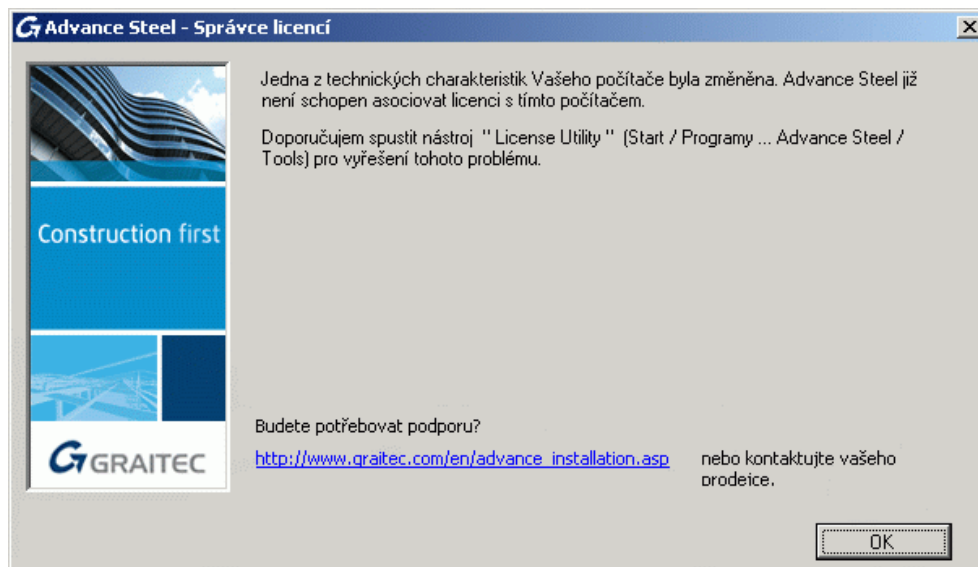 Advance Steel - Správce licencí
Jedna z technických charakteristik Vašeho počítače byla změněna. Advance Steel již
není schopen asociovat licenci s tímto počítačem.
Doporučujem spustit nástroj " License Utility " (Start / Programy ... Advance Steel /
Tools) pro vyřešení tohoto problému.
Construction first
GRAITEC
Budete potřebovat podporu?
http://www.graitec.com/en/advance_installation.asp nebo kontaktujte vašeho
prodejce.
OK